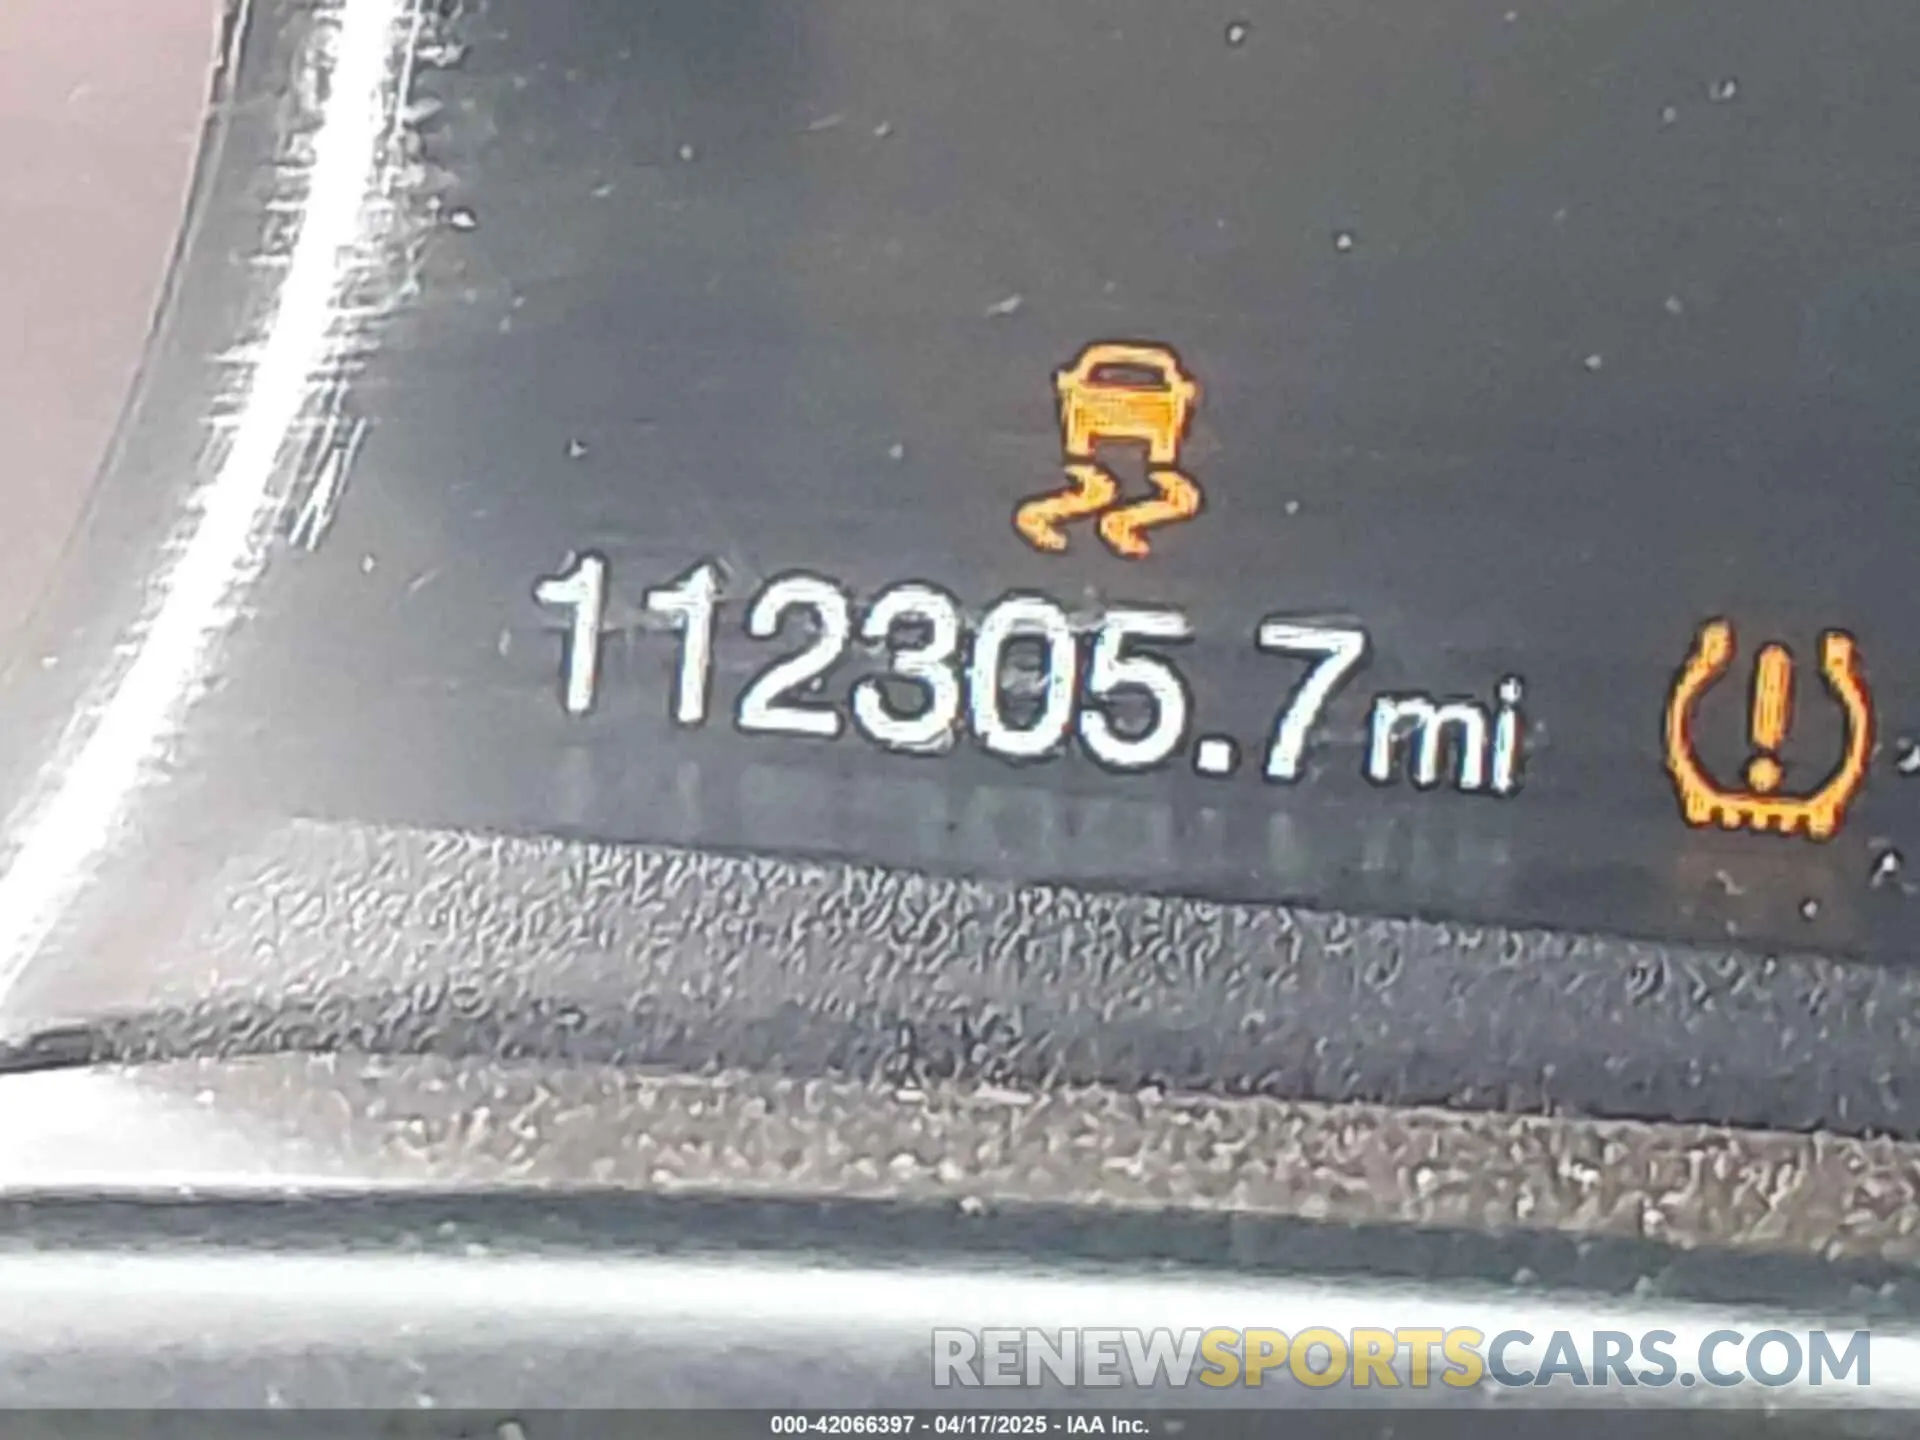 112305.7mi
RENEWSPORTSCARS.COM
000-42066397 - 04/17/2025 - IAA Inc.